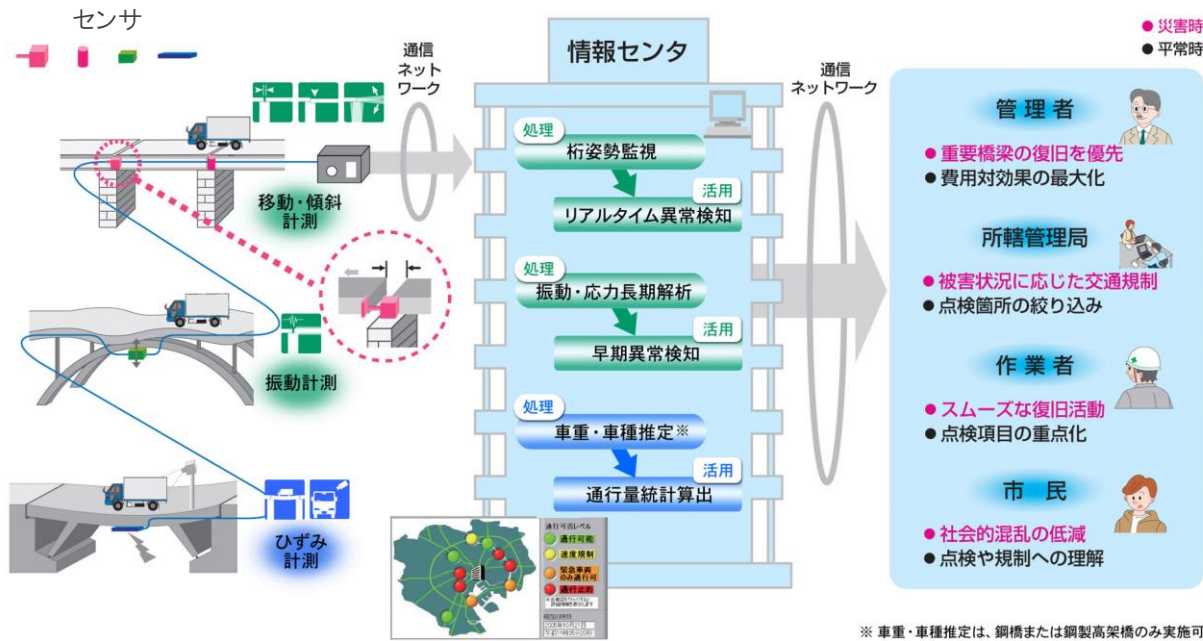 センサ
通信
ネット
ワーク
移動・傾斜
計測
振動計測
ひずみ
計測
情報センタ
処理
桁姿勢監視
活用
リアルタイム異常検知
処理
振動・応力長期解析
活用
早期異常検知
処理
車重・車種推定※
活用
通行量統計算出
通行可否レベル
通行可能
速度規制
緊急車両
のみ通行可
通行止め
現在の時刻
通信
ネットワーク
● 災害時
● 平常時
管理者
● 重要橋梁の復旧を優先
● 費用対効果の最大化
所轄管理局
● 被害状況に応じた交通規制
● 点検箇所の絞り込み
作業者
● スムーズな復旧活動
● 点検項目の重点化
市民
● 社会的混乱の低減
● 点検や規制への理解
※ 車重・車種推定は、鋼橋または鋼製高架橋のみ実施可